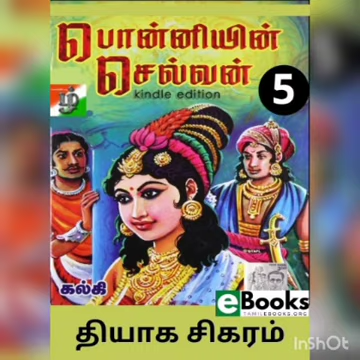 பொன்னியின்
செல்வன்
kindle edition
5
கல்கி
eBooks
TAMILEBOOKS.ORG
தியாக சிகரம்
InShOt